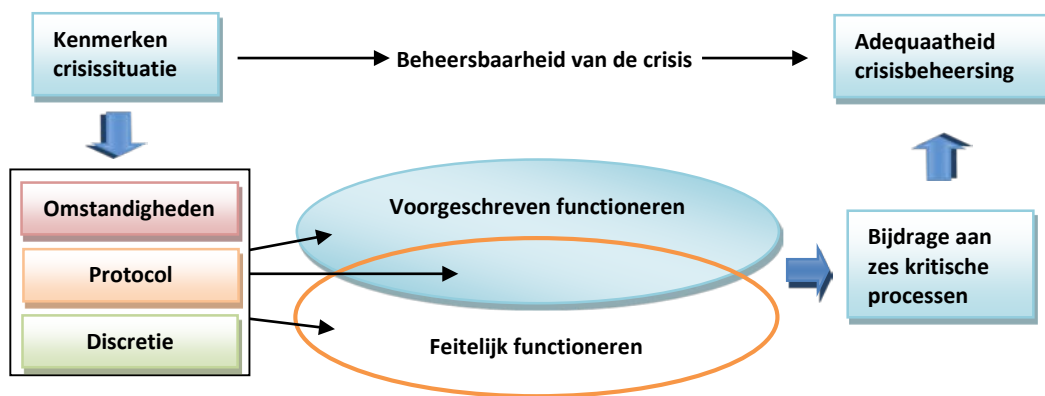 Kenmerken
crisissituatie
Beheersbaarheid van de crisis
Adequaatheid
crisisbeheersing
Omstandigheden
Protocol
Discretie
Voorgeschreven functioneren
Feitelijk functioneren
Bijdrage aan
zes kritische
processen